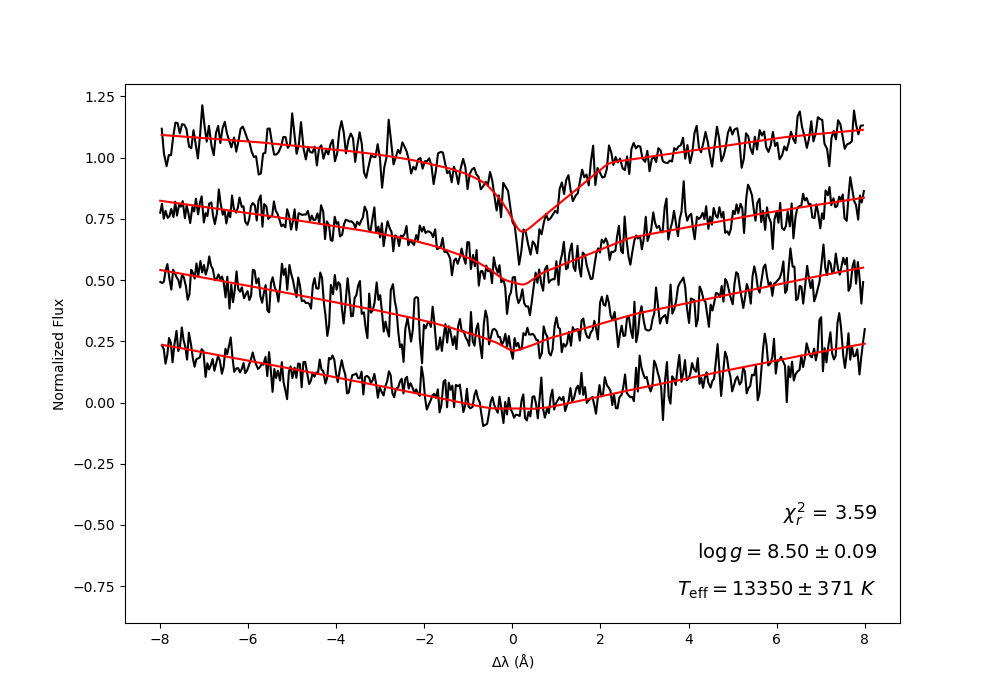 Normalized Flux
1.25
1.00
0.75
0.50
0.25
0.00
−0.25
−0.50
−0.75
χ²ᵣ = 3.59
log g = 8.50 ± 0.09
T_eff = 13350 ± 371 K
−8 −6 −4 −2 0 2 4 6 8
Δλ (Å)